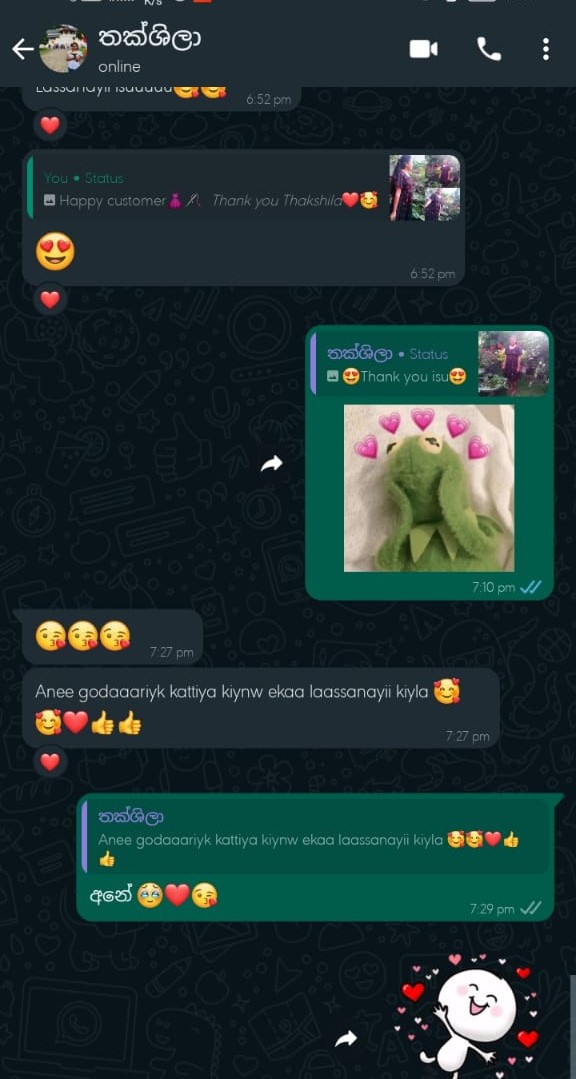 K/s
තක්ශිලා
online
6:52 pm
You • Status
Happy customer👗🪡 Thank you Thakshila❤️🥰
😍
6:52 pm
තක්ශිලා • Status
😍Thank you isu😍
7:10 pm
😘😘😘
7:27 pm
Anee godaaariyk kattiya kiynw ekaa laassanayii kiyla 🥰
🥰❤️👍👍
7:27 pm
තක්ශිලා
Anee godaaariyk kattiya kiynw ekaa laassanayii kiyla 🥰🥰❤️👍
👍
අනේ 🥹❤️😘
7:29 pm